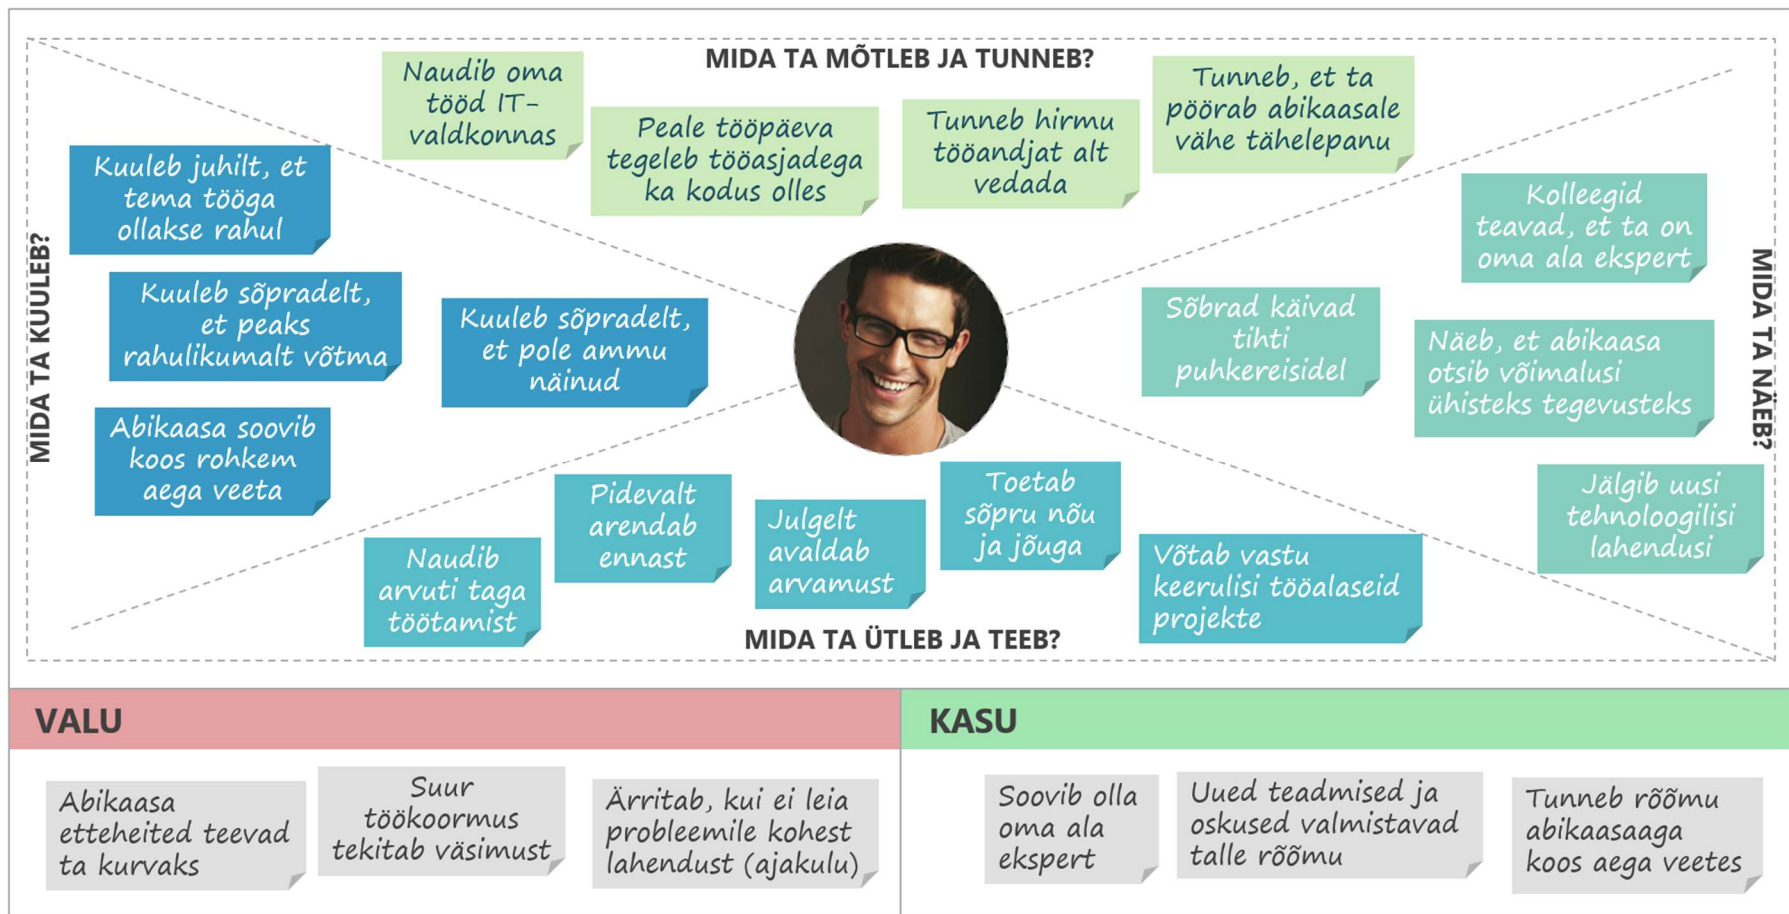 MIDA TA MÕTLEB JA TUNNEB?
Naudib oma
tööd IT-
valdkonnas
Peale tööpäeva
tegeleb tööasjadega
ka kodus olles
Tunneb hirmu
tööandjat alt
vedada
Tunneb, et ta
pöörab abikaasale
vähe tähelepanu
MIDA TA KUULEB?
Kuuleb juhilt, et
tema tööga
ollakse rahul
Kuuleb sõpradelt,
et peaks
rahulikumalt võtma
Kuuleb sõpradelt,
et pole ammu
näinud
Abikaasa soovib
koos rohkem
aega veeta
MIDA TA NÄEB?
Kolleegid
teavad, et ta on
oma ala ekspert
Sõbrad käivad
tihti
puhkereisidel
Näeb, et abikaasa
otsib võimalusi
ühisteks tegevusteks
Jälgib uusi
tehnoloogilisi
lahendusi
Naudib
arvuti taga
töötamist
Pidevalt
arendab
ennast
Julgelt
avaldab
arvamust
Toetab
sõpru nõu
ja jõuga
Võtab vastu
keerulisi tööalaseid
projekte
MIDA TA ÜTLEB JA TEEB?
VALU
Abikaasa
etteheited teevad
ta kurvaks
Suur
töökoormus
tekitab väsimust
Ärritab, kui ei leia
probleemile kohest
lahendust (ajakulu)
KASU
Soovib olla
oma ala
ekspert
Uued teadmised ja
oskused valmistavad
talle rõõmu
Tunneb rõõmu
abikaasaaga
koos aega veetes